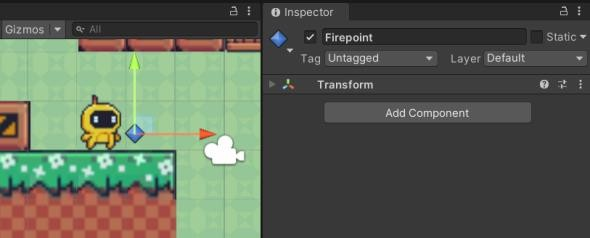 Gizmos
All
Inspector
Firepoint
Static
Tag Untagged Layer Default
Transform
Add Component